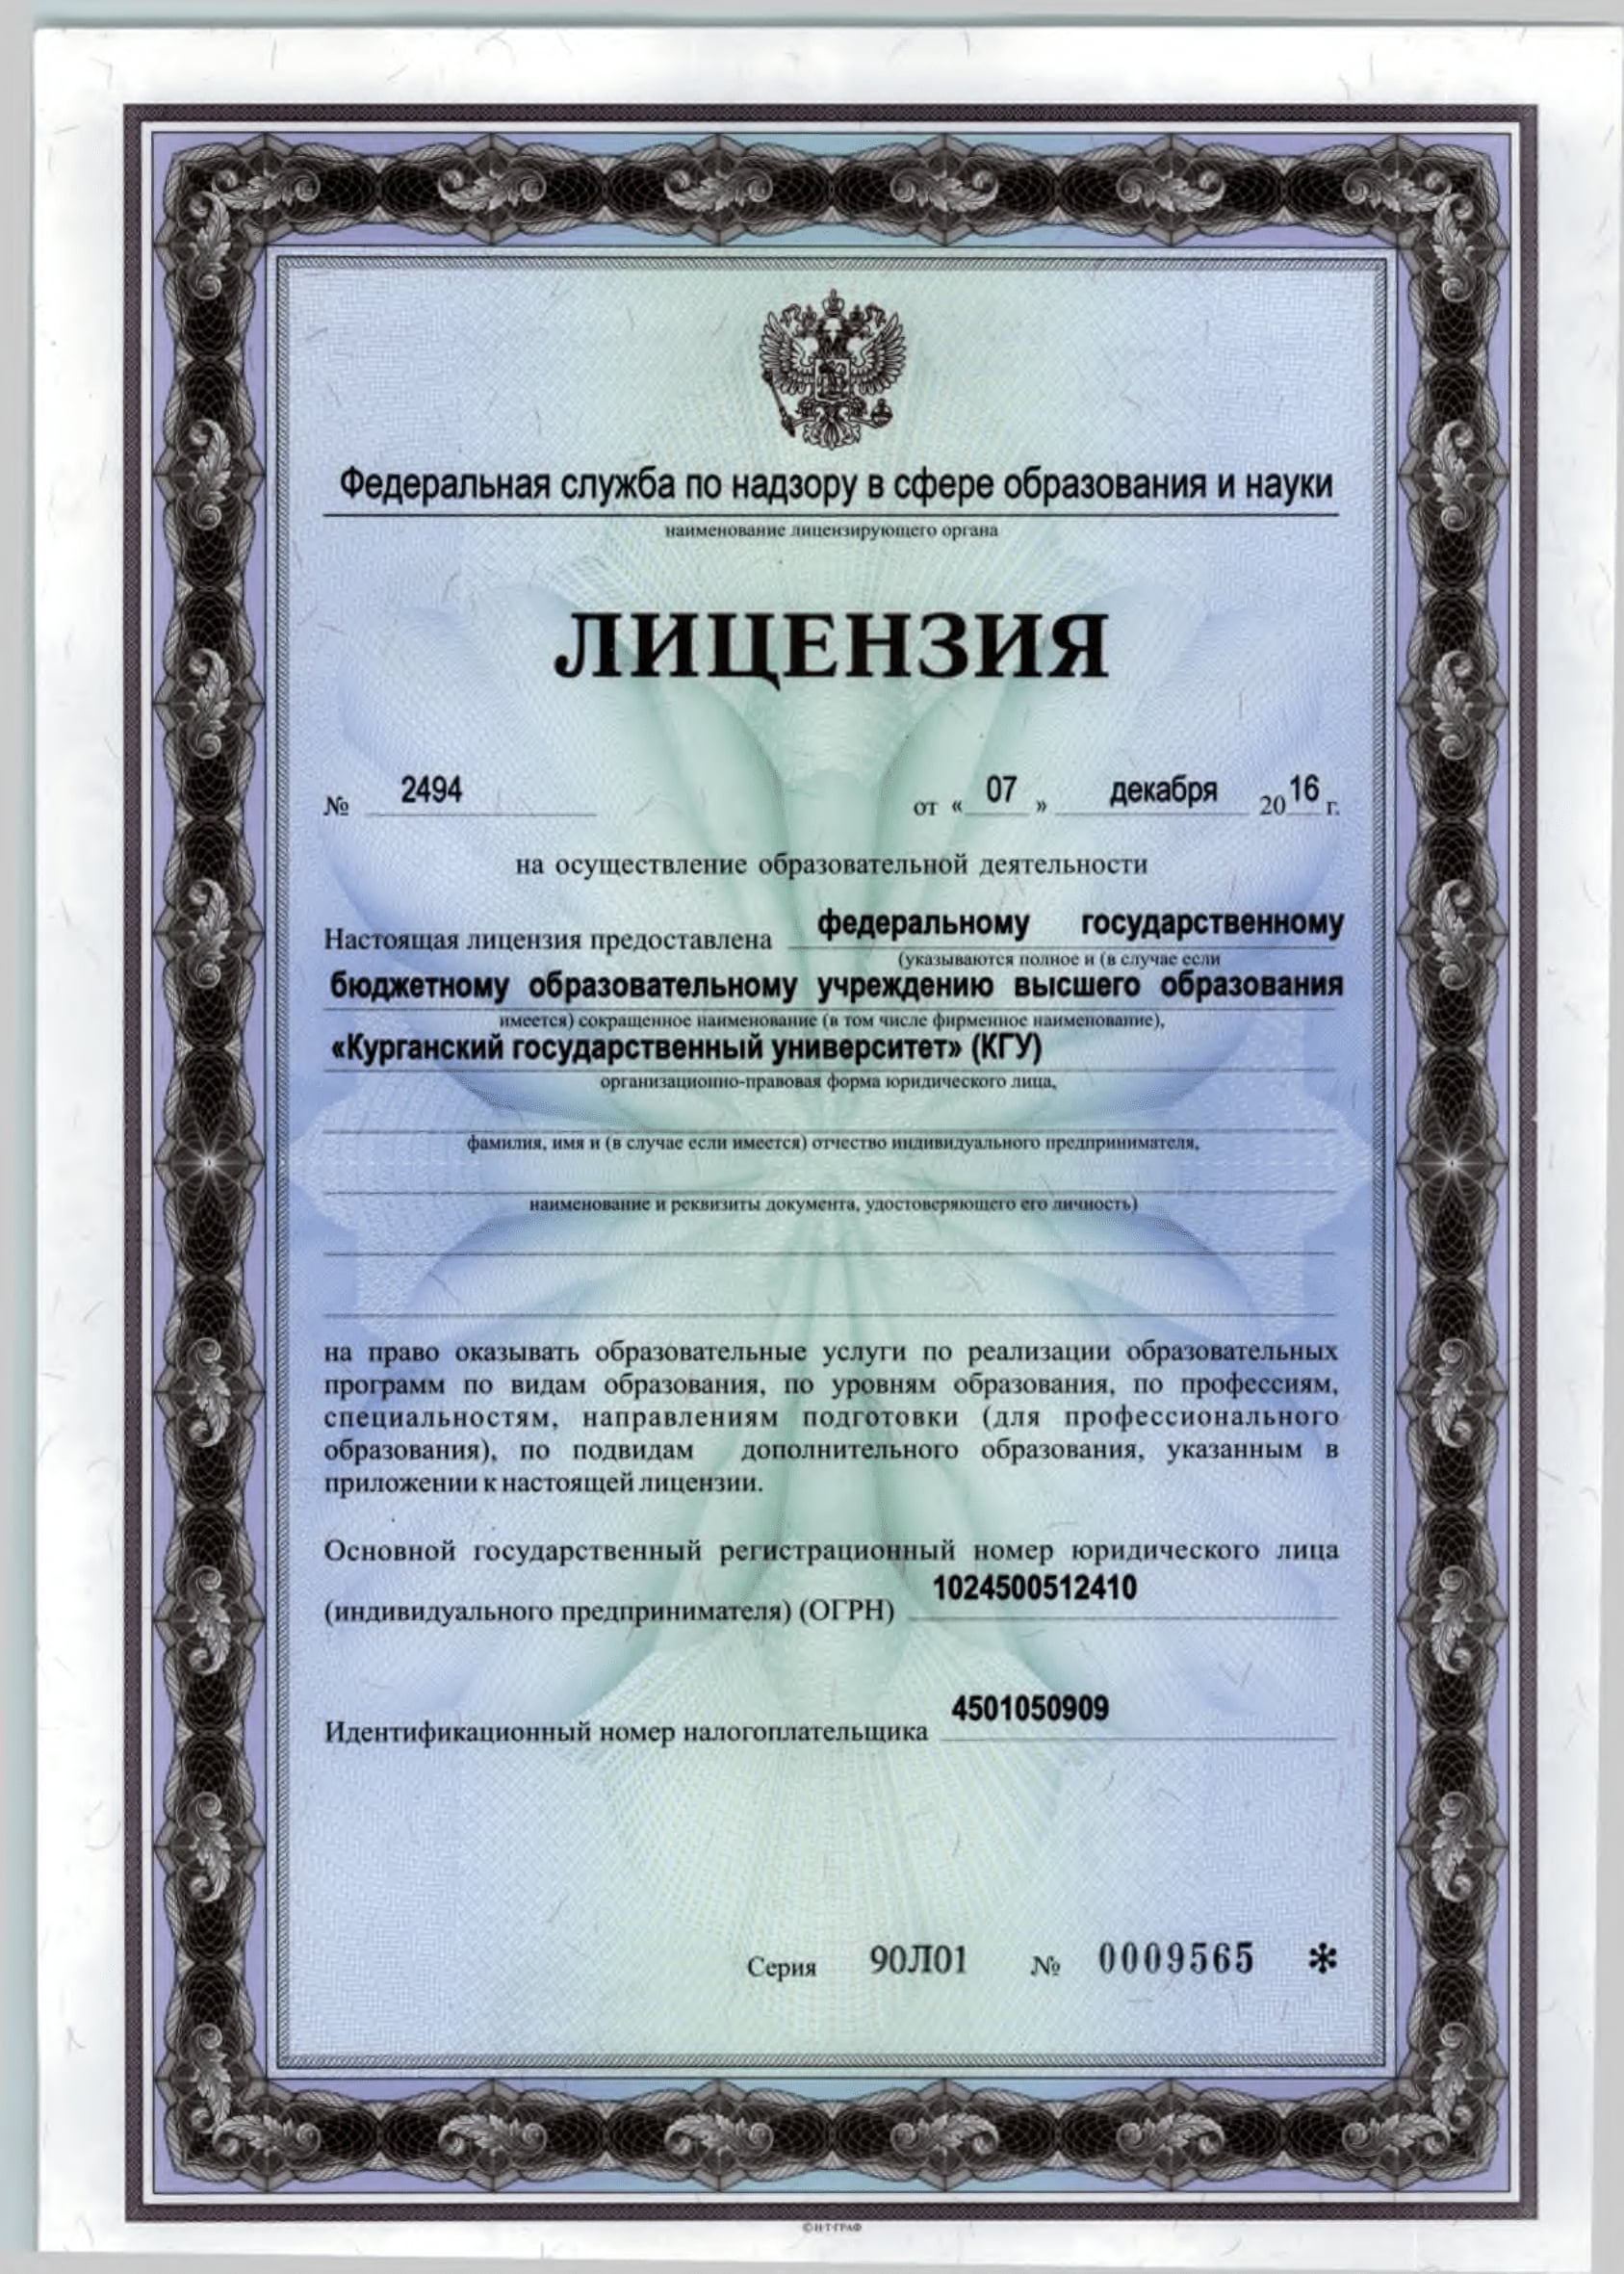 Федеральная служба по надзору в сфере образования и науки
наименование лицензирующего органа
ЛИЦЕНЗИЯ
№ 2494 от « 07 » декабря 2016 г.
на осуществление образовательной деятельности
Настоящая лицензия предоставлена федеральному государственному
(указываются полное и (в случае если
бюджетному образовательному учреждению высшего образования
имеется) сокращенное наименование (в том числе фирменное наименование),
«Курганский государственный университет» (КГУ)
организационно-правовая форма юридического лица,
фамилия, имя и (в случае если имеется) отчество индивидуального предпринимателя,
наименование и реквизиты документа, удостоверяющего его личность)
на право оказывать образовательные услуги по реализации образовательных
программ по видам образования, по уровням образования, по профессиям,
специальностям, направлениям подготовки (для профессионального
образования), по подвидам дополнительного образования, указанным в
приложении к настоящей лицензии.
Основной государственный регистрационный номер юридического лица
(индивидуального предпринимателя) (ОГРН) 1024500512410
Идентификационный номер налогоплательщика 4501050909
Серия 90Л01 № 0009565 *
© Н-Т-ГРАФ